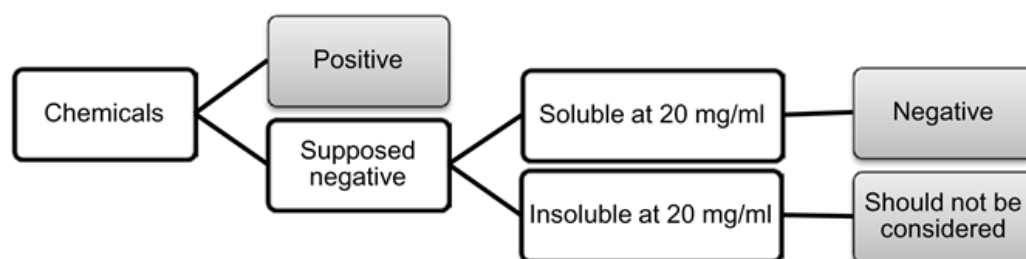 Positive
Chemicals
Supposed
negative
Soluble at 20 mg/ml
Negative
Insoluble at 20 mg/ml
Should not be
considered